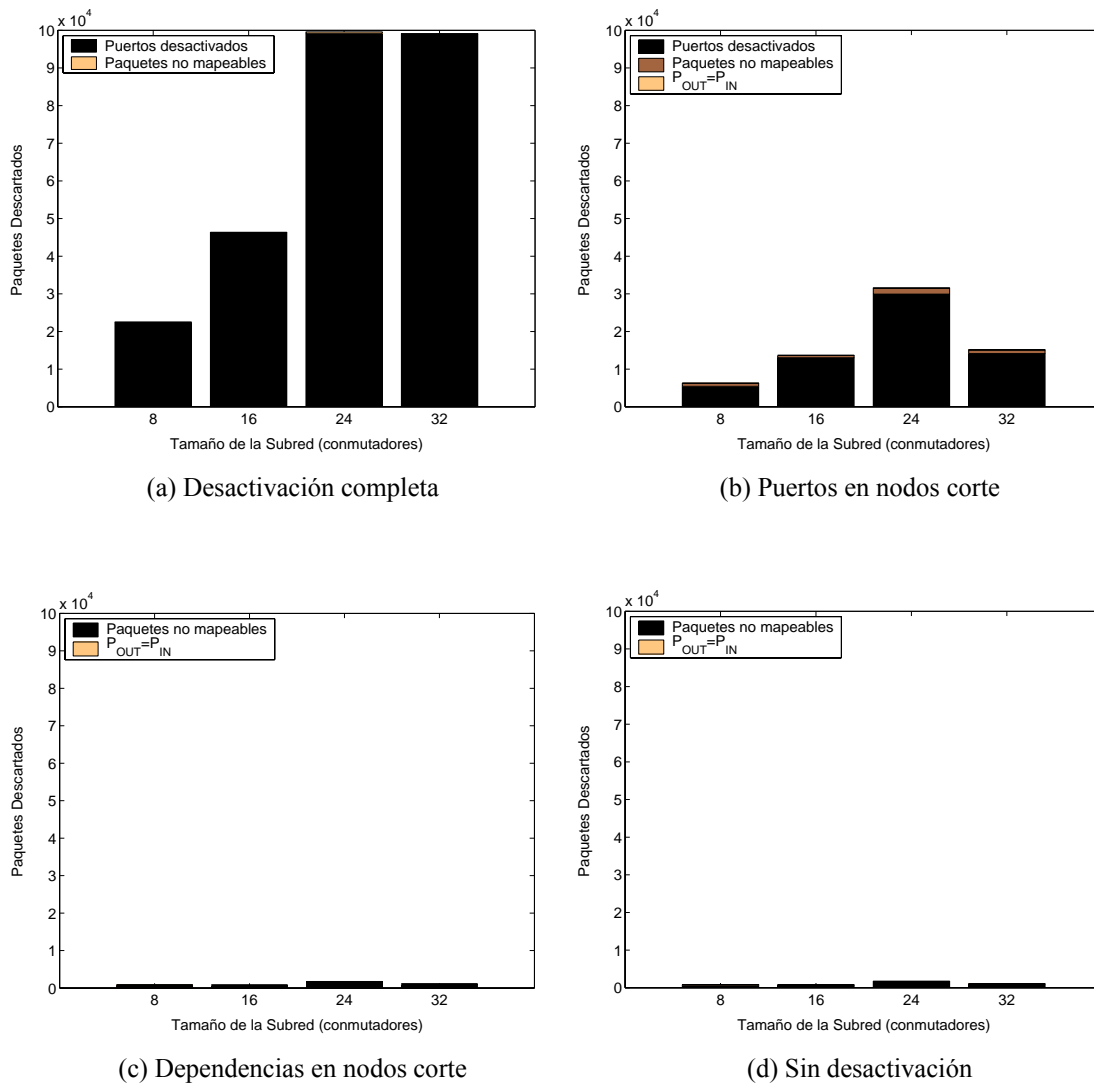 x 10^4
Puertos desactivados
Paquetes no mapeables
10
9
8
7
6
5
4
3
2
1
0
Paquetes Descartados
8 16 24 32
Tamaño de la Subred (conmutadores)
(a) Desactivación completa
x 10^4
Puertos desactivados
Paquetes no mapeables
P_OUT=P_IN
10
9
8
7
6
5
4
3
2
1
0
Paquetes Descartados
8 16 24 32
Tamaño de la Subred (conmutadores)
(b) Puertos en nodos corte
x 10^4
Paquetes no mapeables
P_OUT=P_IN
10
9
8
7
6
5
4
3
2
1
0
Paquetes Descartados
8 16 24 32
Tamaño de la Subred (conmutadores)
(c) Dependencias en nodos corte
x 10^4
Paquetes no mapeables
P_OUT=P_IN
10
9
8
7
6
5
4
3
2
1
0
Paquetes Descartados
8 16 24 32
Tamaño de la Subred (conmutadores)
(d) Sin desactivación